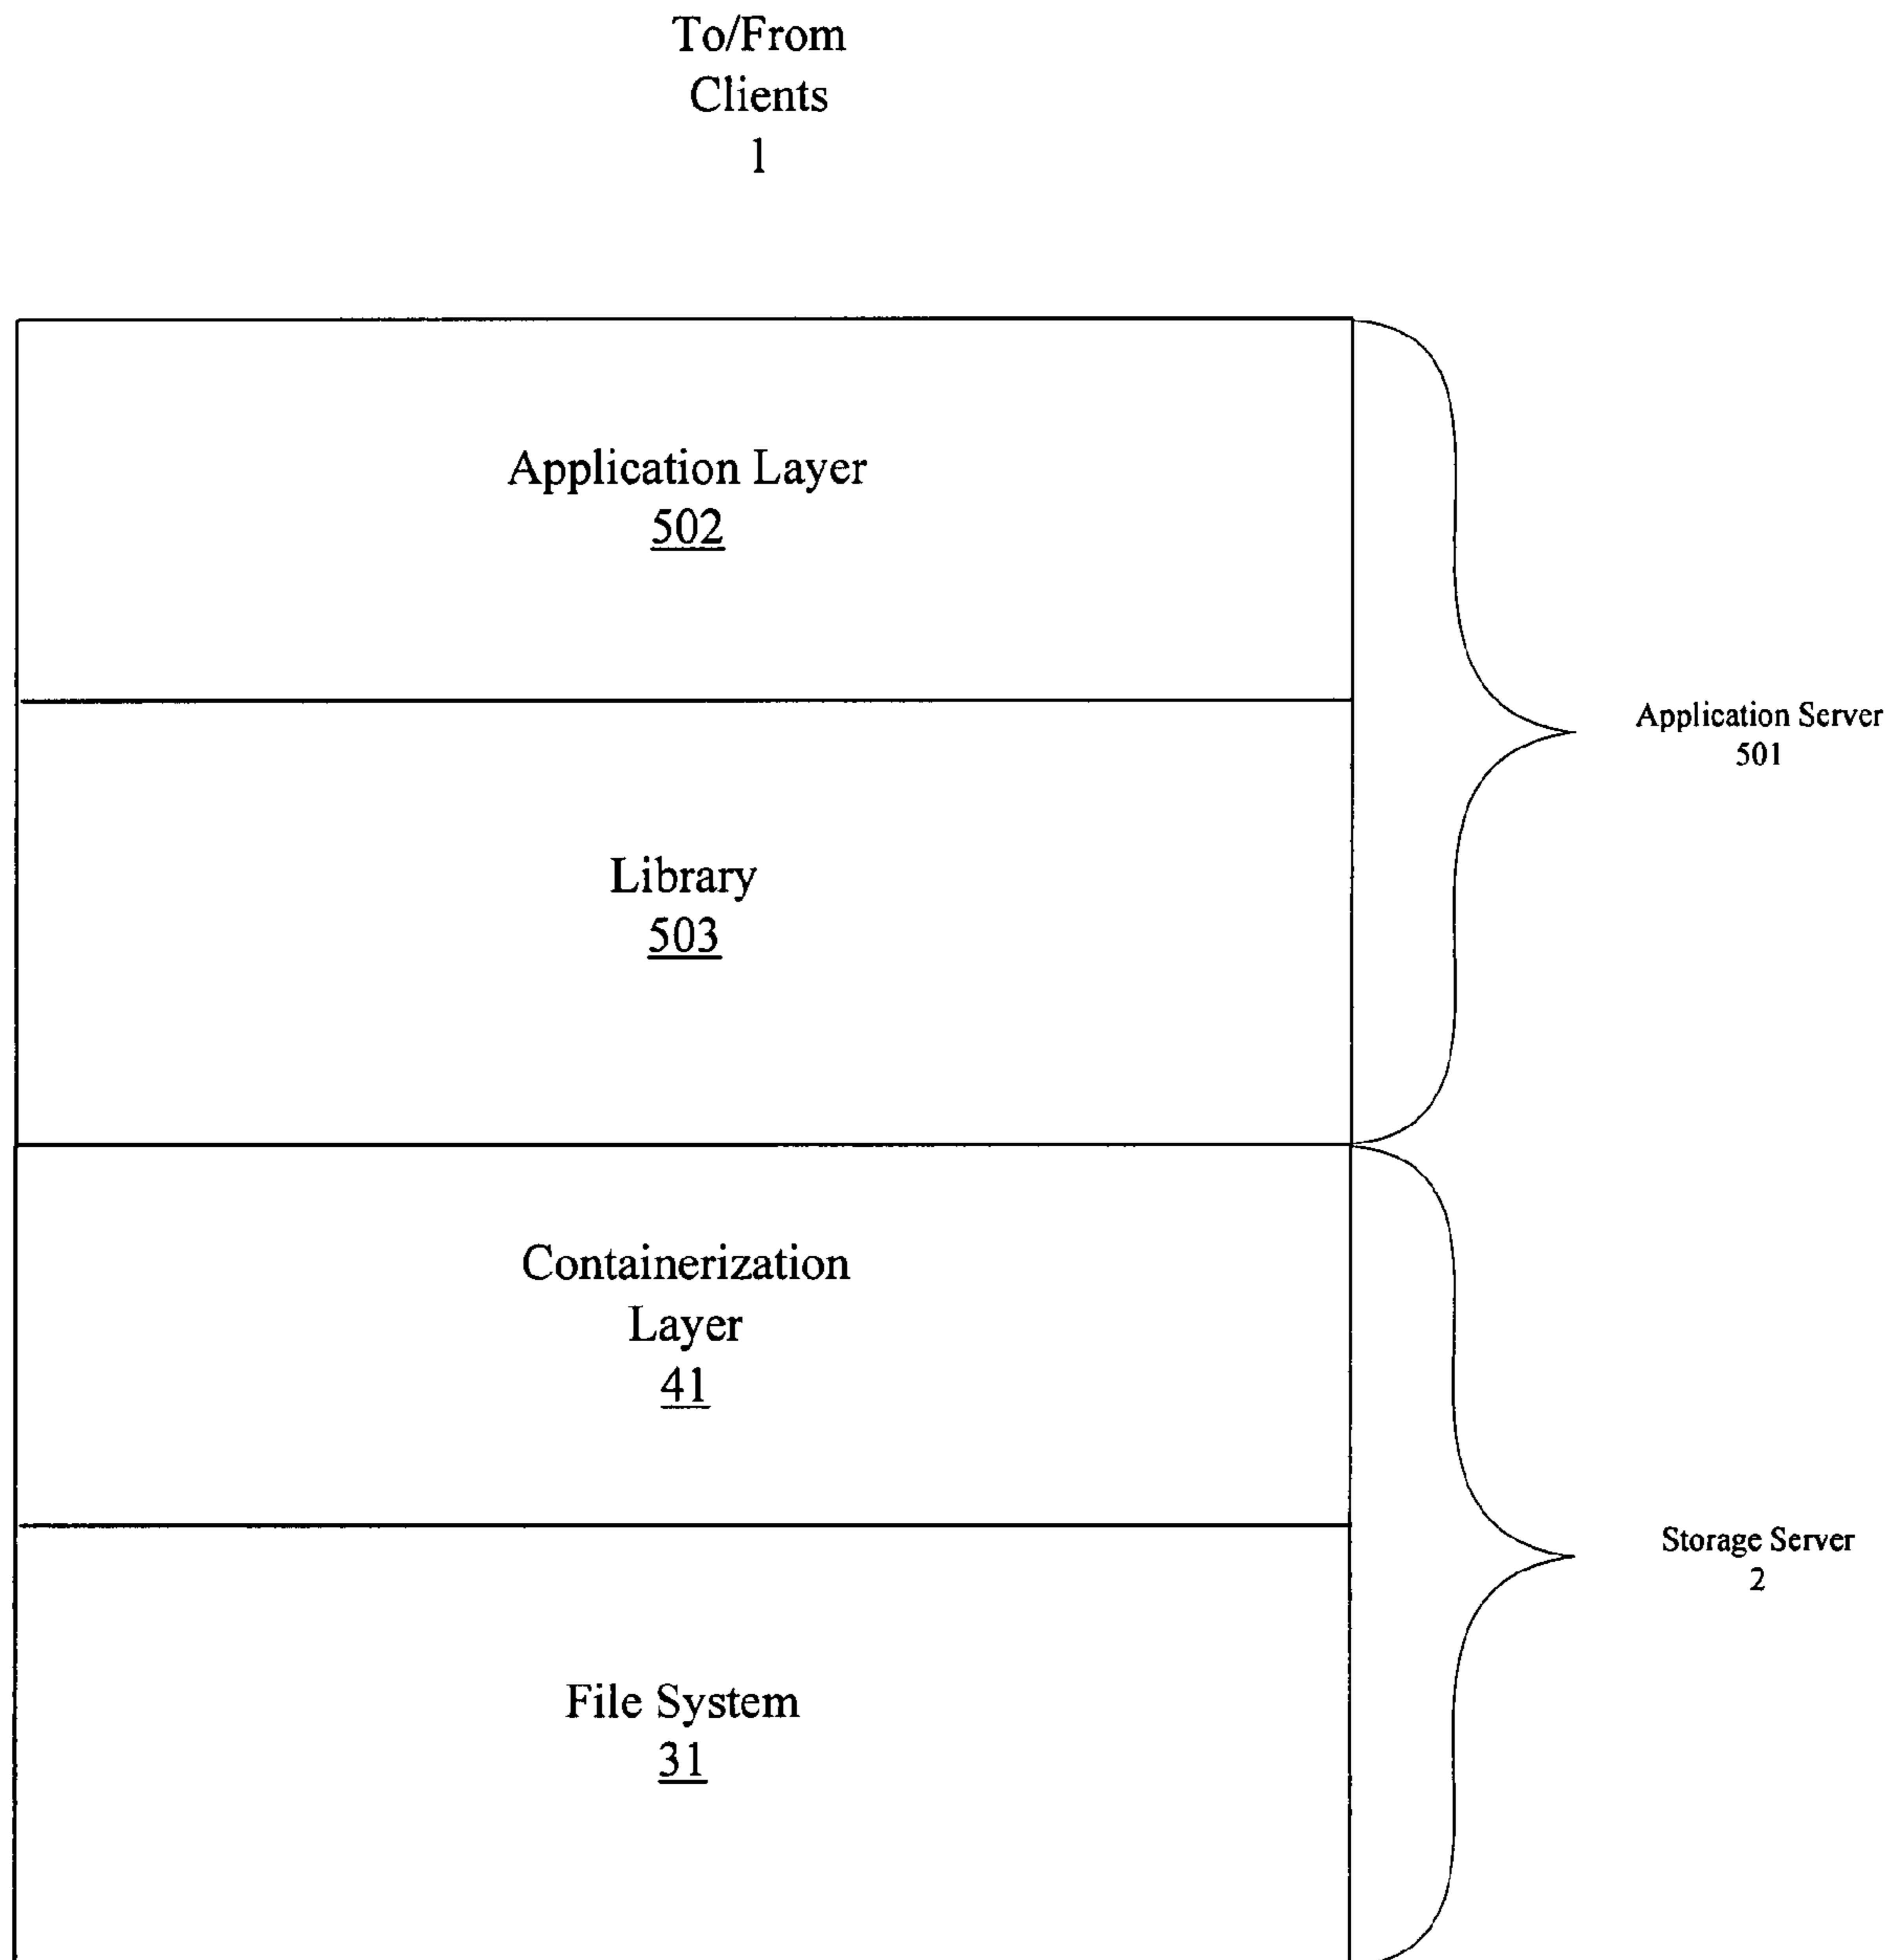 To/From
Clients
1
Application Layer
502
Application Server
501
Library
503
Containerization
Layer
41
Storage Server
2
File System
31